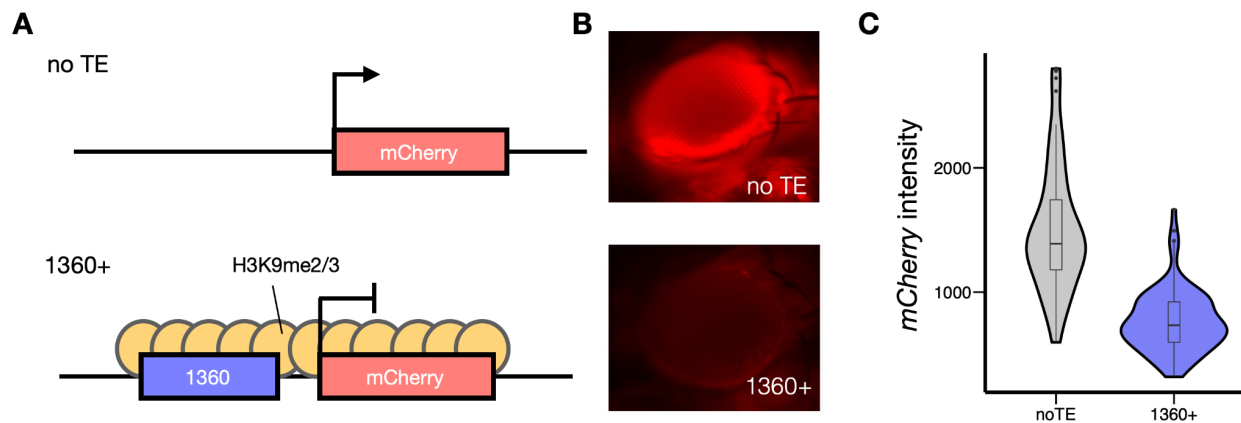 A
no TE
mCherry
1360+
H3K9me2/3
1360
mCherry
B
no TE
1360+
C
mCherry intensity
2000
1000
noTE
1360+